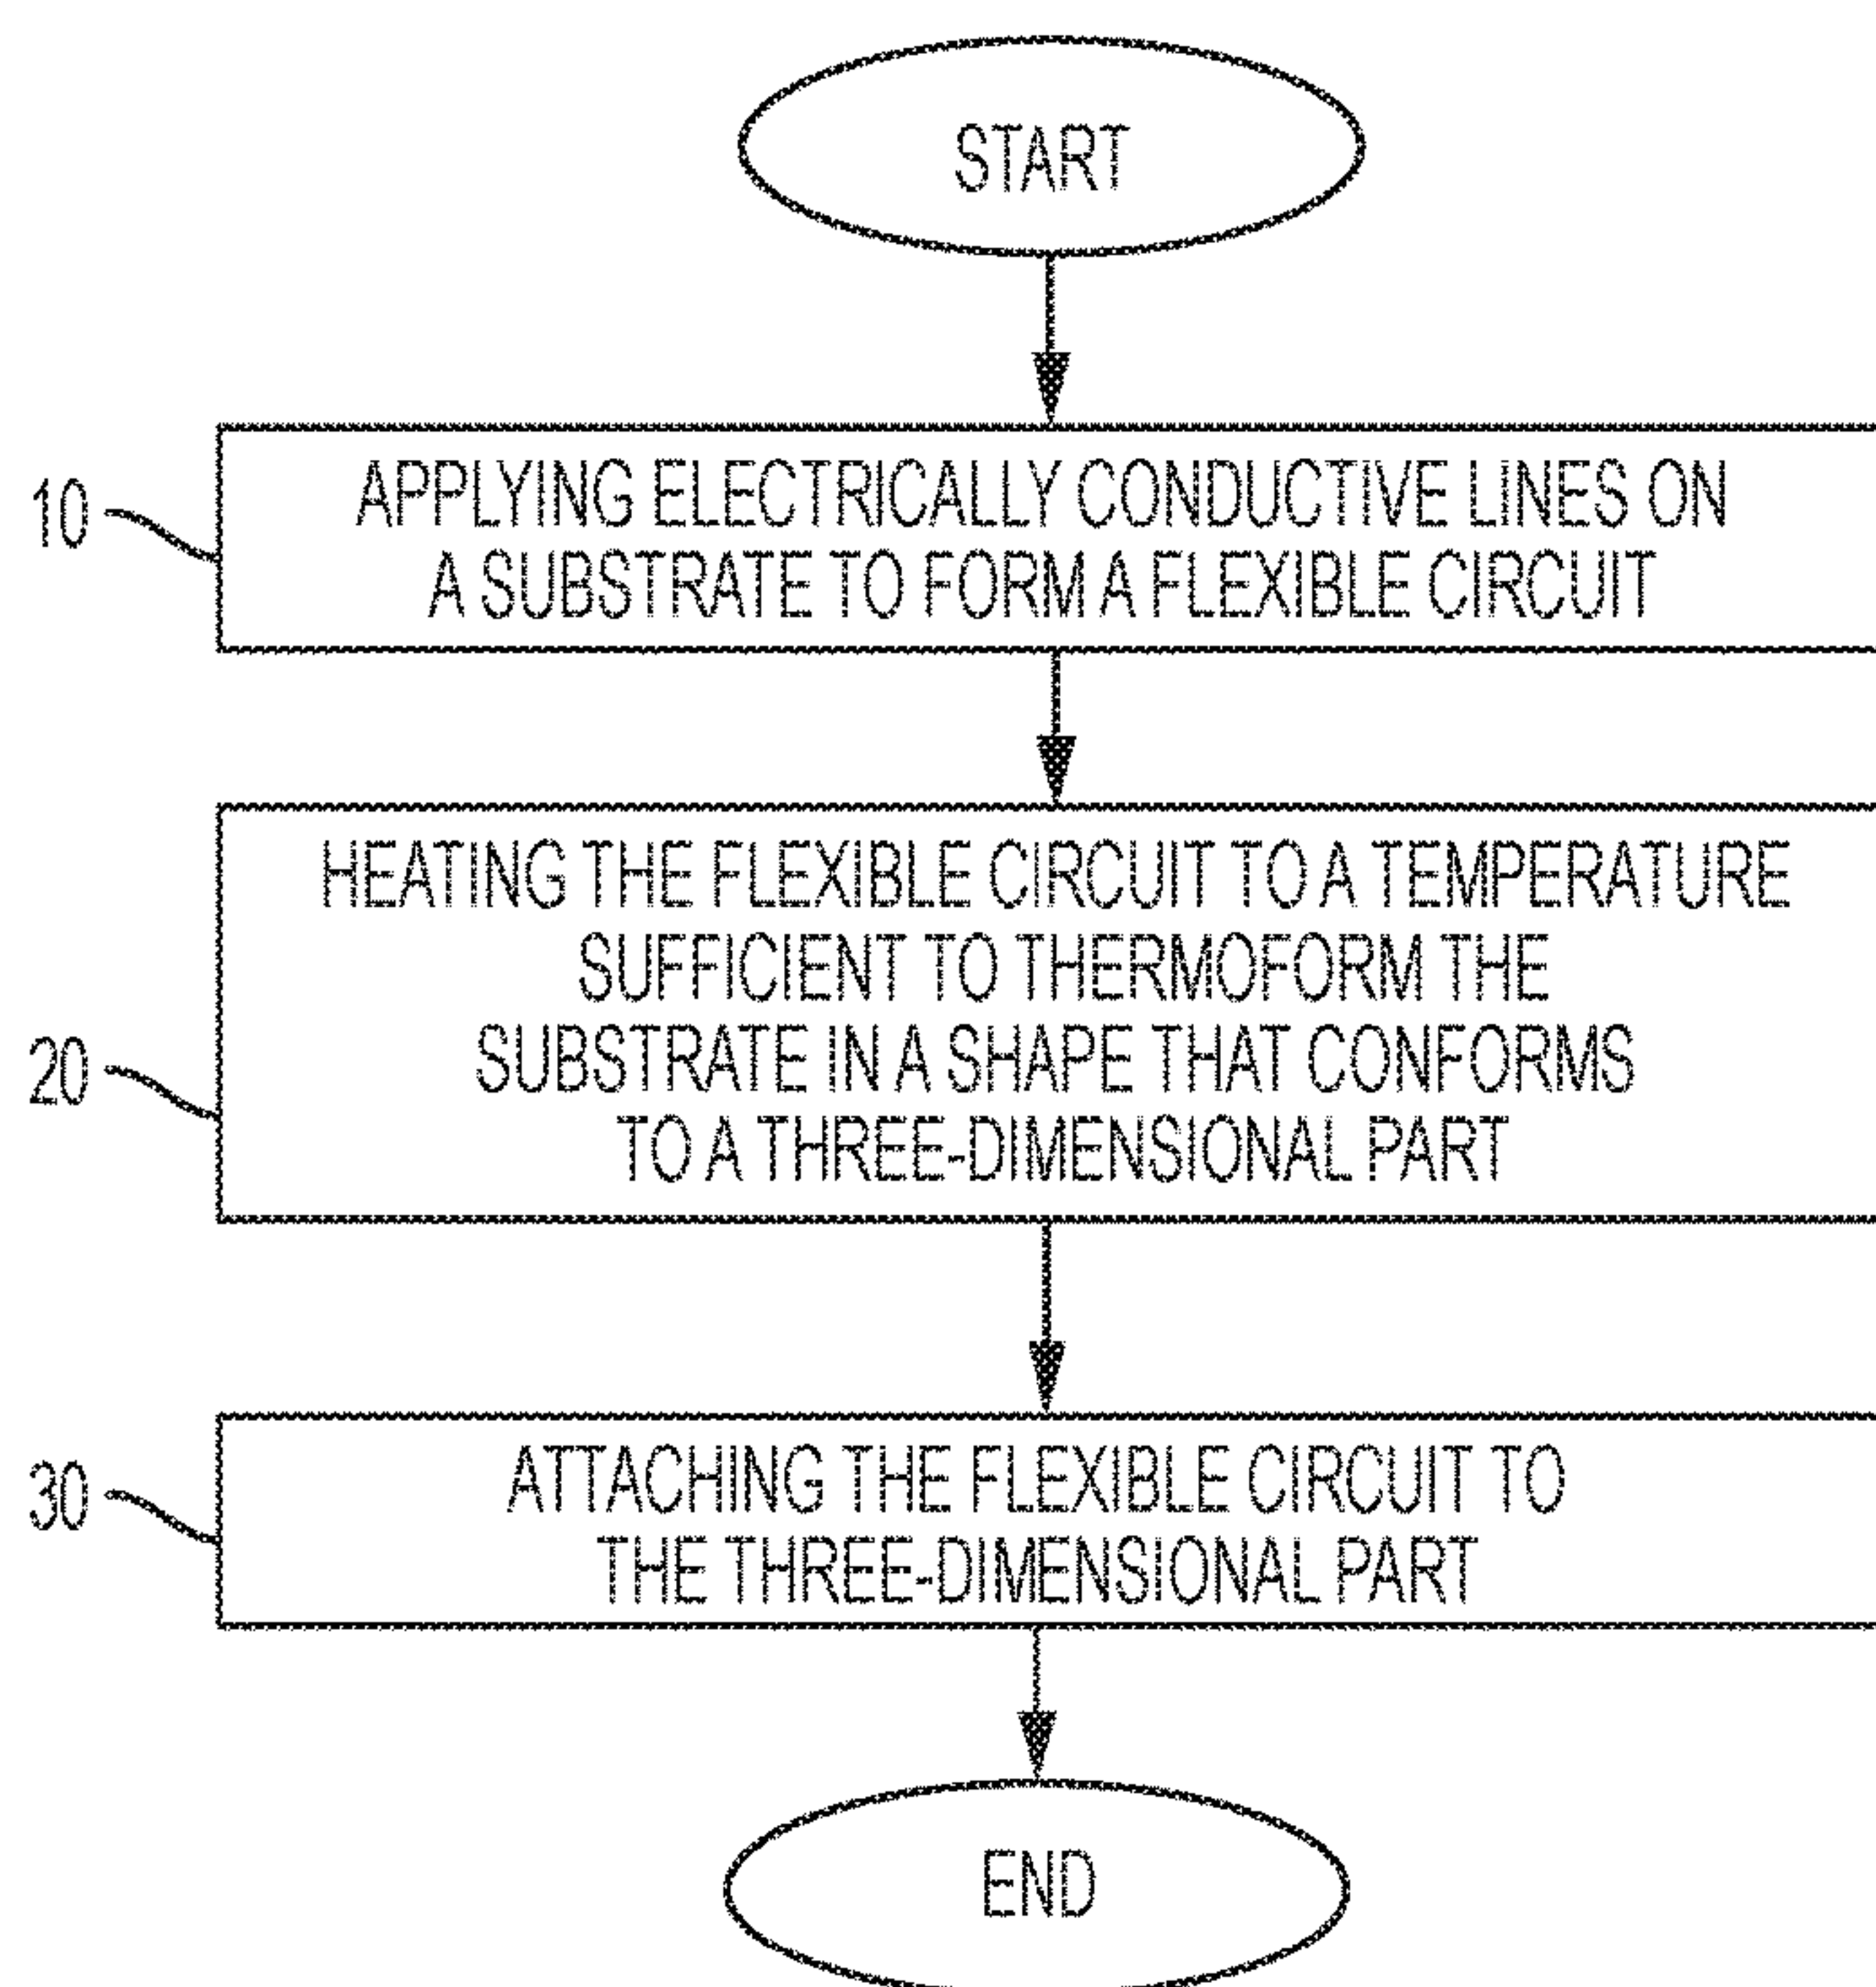 START
10
APPLYING ELECTRICALLY CONDUCTIVE LINES ON
A SUBSTRATE TO FORM A FLEXIBLE CIRCUIT
20
HEATING THE FLEXIBLE CIRCUIT TO A TEMPERATURE
SUFFICIENT TO THERMOFORM THE
SUBSTRATE IN A SHAPE THAT CONFORMS
TO A THREE-DIMENSIONAL PART
30
ATTACHING THE FLEXIBLE CIRCUIT TO
THE THREE-DIMENSIONAL PART
END